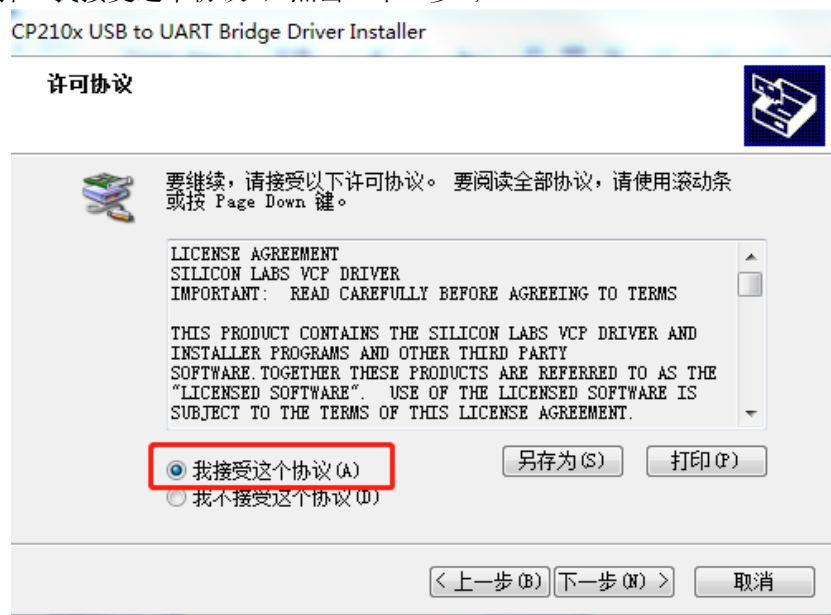 CP210x USB to UART Bridge Driver Installer
许可协议
要继续，请接受以下许可协议。 要阅读全部协议，请使用滚动条
或按 Page Down 键。
LICENSE AGREEMENT
SILICON LABS VCP DRIVER
IMPORTANT: READ CAREFULLY BEFORE AGREEING TO TERMS
THIS PRODUCT CONTAINS THE SILICON LABS VCP DRIVER AND
INSTALLER PROGRAMS AND OTHER THIRD PARTY
SOFTWARE.TOGETHER THESE PRODUCTS ARE REFERRED TO AS THE
"LICENSED SOFTWARE". USE OF THE LICENSED SOFTWARE IS
SUBJECT TO THE TERMS OF THIS LICENSE AGREEMENT.
我接受这个协议(A)
另存为(S) 打印(P)
我不接受这个协议(D)
< 上一步(B) 下一步(N) > 取消